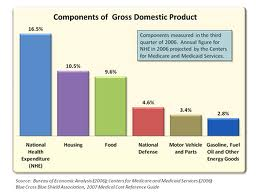 Components of Gross Domestic Product
Components measured in the third
quarter of 2006. Annual figure for
NHE in 2006 projected by the Centers
for Medicare and Medicaid Services.
16.5%
10.5%
9.6%
4.6%
3.4%
2.8%
National
Health
Expenditure
(NHE)
Housing
Food
National
Defense
Motor Vehicle
and Parts
Gasoline, Fuel
Oil and Other
Energy Goods
Source: Bureau of Economic Analysis (2006); Centers for Medicare and Medicaid Services (2006)
Blue Cross Blue Shield Association, 2007 Medical Cost Reference Guide